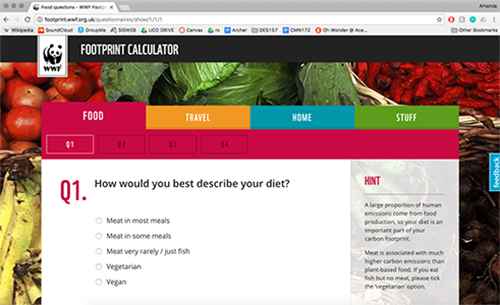 Food questions – WWF Footpr
Amanda
footprint.wwf.org.uk/questionnaires/show/1/1/1
Wikipedia SoundCloud Groupme SISWEB UCD DRIVE Canvas Archer DES157 CMN172 Oh Wonder @ Ace... Other Bookmarks
WWF
FOOTPRINT CALCULATOR
FOOD TRAVEL HOME STUFF
Q1 Q2 Q3 Q4
feedback
Q1. How would you best describe your diet?
Meat in most meals
Meat in some meals
Meat very rarely / just fish
Vegetarian
Vegan
HINT
A large proportion of human
emissions come from food
production, so your diet is an
important part of your
carbon footprint.
Meat is associated with much
higher carbon emissions than
plant-based food. If you eat
fish but no meat, please tick
the 'vegetarian' option.